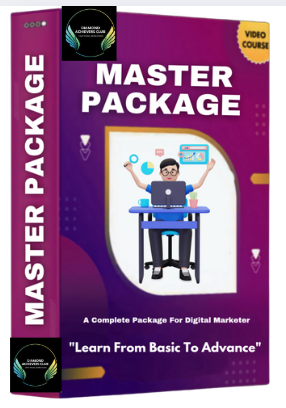 DIAMOND
ACHIEVERS CLUB
VIDEO
COURSE
MASTER
PACKAGE
MASTER PACKAGE
A Complete Package For Digital Marketer
"Learn From Basic To Advance"
DIAMOND
ACHIEVERS CLUB